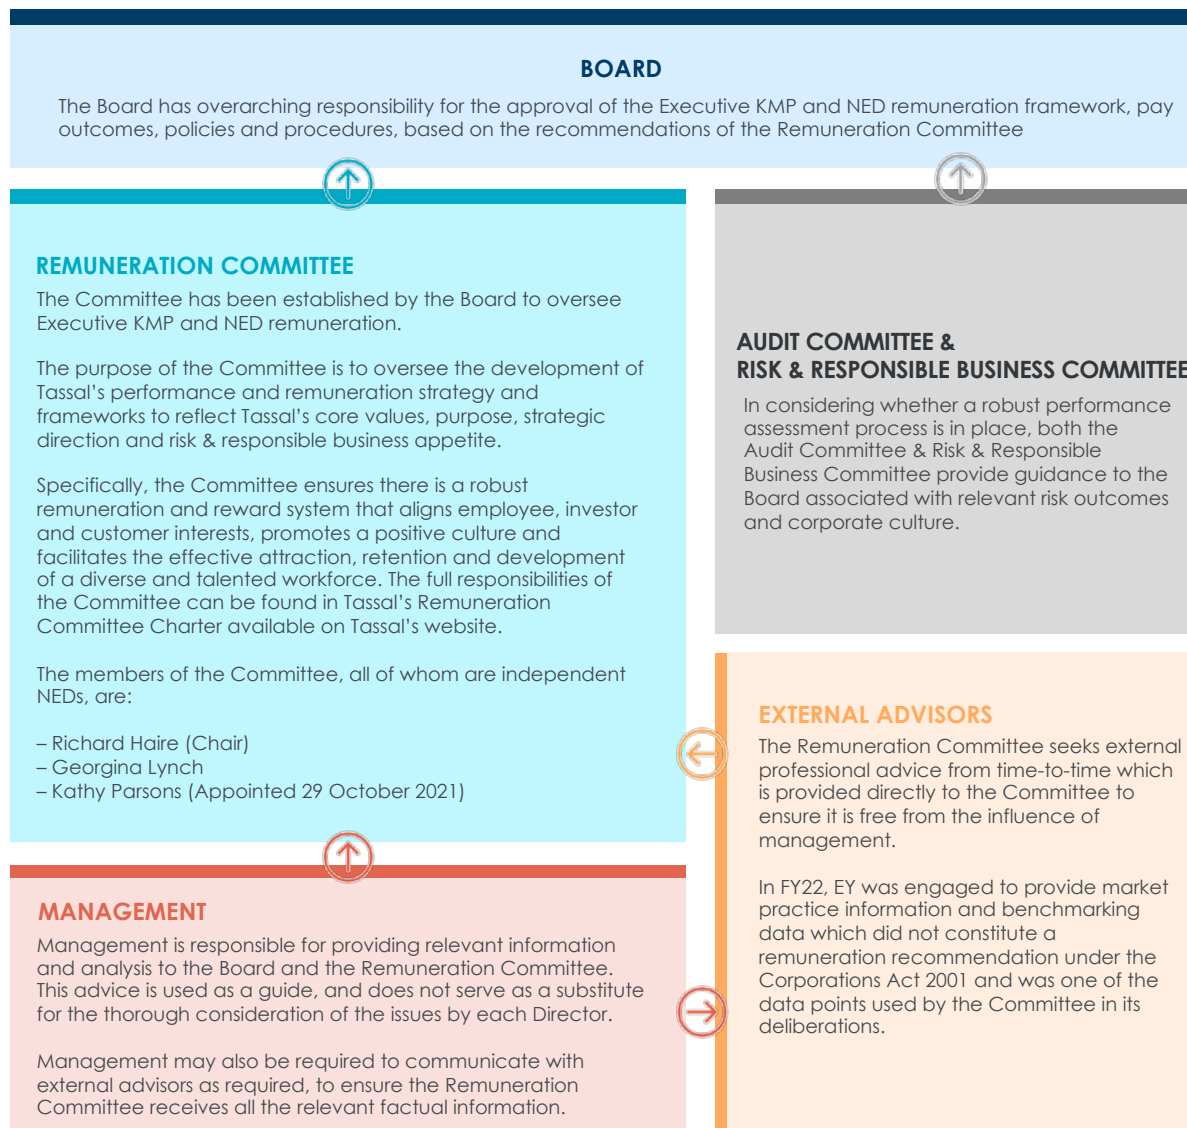 BOARD
The Board has overarching responsibility for the approval of the Executive KMP and NED remuneration framework, pay
outcomes, policies and procedures, based on the recommendations of the Remuneration Committee
REMUNERATION COMMITTEE
The Committee has been established by the Board to oversee
Executive KMP and NED remuneration.
The purpose of the Committee is to oversee the development of
Tassal’s performance and remuneration strategy and
frameworks to reflect Tassal’s core values, purpose, strategic
direction and risk & responsible business appetite.
Specifically, the Committee ensures there is a robust
remuneration and reward system that aligns employee, investor
and customer interests, promotes a positive culture and
facilitates the effective attraction, retention and development
of a diverse and talented workforce. The full responsibilities of
the Committee can be found in Tassal’s Remuneration
Committee Charter available on Tassal’s website.
The members of the Committee, all of whom are independent
NEDs, are:
– Richard Haire (Chair)
– Georgina Lynch
– Kathy Parsons (Appointed 29 October 2021)
AUDIT COMMITTEE &
RISK & RESPONSIBLE BUSINESS COMMITTEE
In considering whether a robust performance
assessment process is in place, both the
Audit Committee & Risk & Responsible
Business Committee provide guidance to the
Board associated with relevant risk outcomes
and corporate culture.
EXTERNAL ADVISORS
The Remuneration Committee seeks external
professional advice from time-to-time which
is provided directly to the Committee to
ensure it is free from the influence of
management.
In FY22, EY was engaged to provide market
practice information and benchmarking
data which did not constitute a
remuneration recommendation under the
Corporations Act 2001 and was one of the
data points used by the Committee in its
deliberations.
MANAGEMENT
Management is responsible for providing relevant information
and analysis to the Board and the Remuneration Committee.
This advice is used as a guide, and does not serve as a substitute
for the thorough consideration of the issues by each Director.
Management may also be required to communicate with
external advisors as required, to ensure the Remuneration
Committee receives all the relevant factual information.